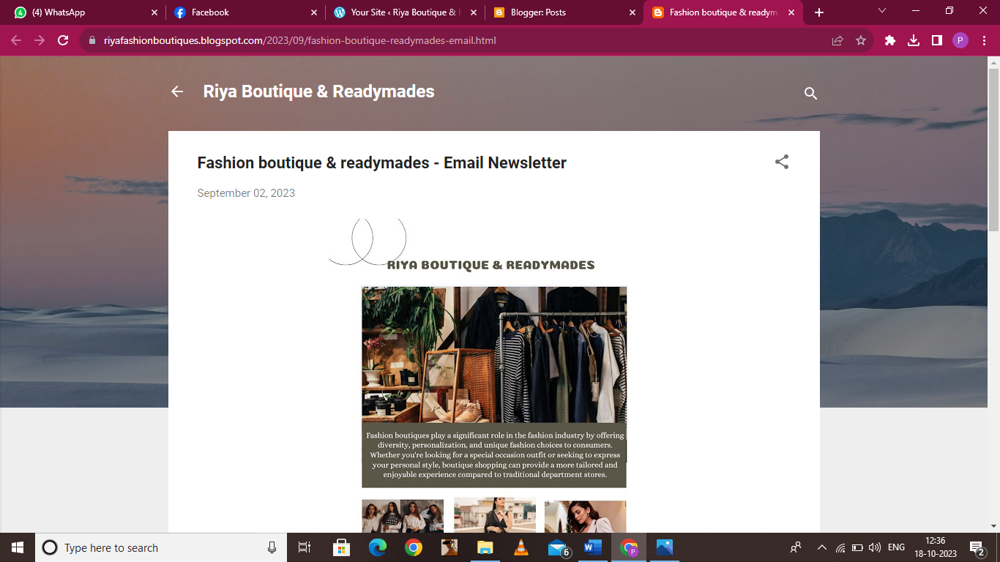 (4) WhatsApp
Facebook
Your Site ‹ Riya Boutique &
Blogger: Posts
Fashion boutique & readym
riyafashionboutiques.blogspot.com/2023/09/fashion-boutique-readymades-email.html
P
Riya Boutique & Readymades
Fashion boutique & readymades - Email Newsletter
September 02, 2023
RIYA BOUTIQUE & READYMADES
Fashion boutiques play a significant role in the fashion industry by offering
diversity, personalization, and unique fashion choices to consumers.
Whether you're looking for a special occasion outfit or seeking to express
your personal style, boutique shopping can provide a more tailored and
enjoyable experience compared to traditional department stores.
Type here to search
6
P
ENG
12:36
18-10-2023
2